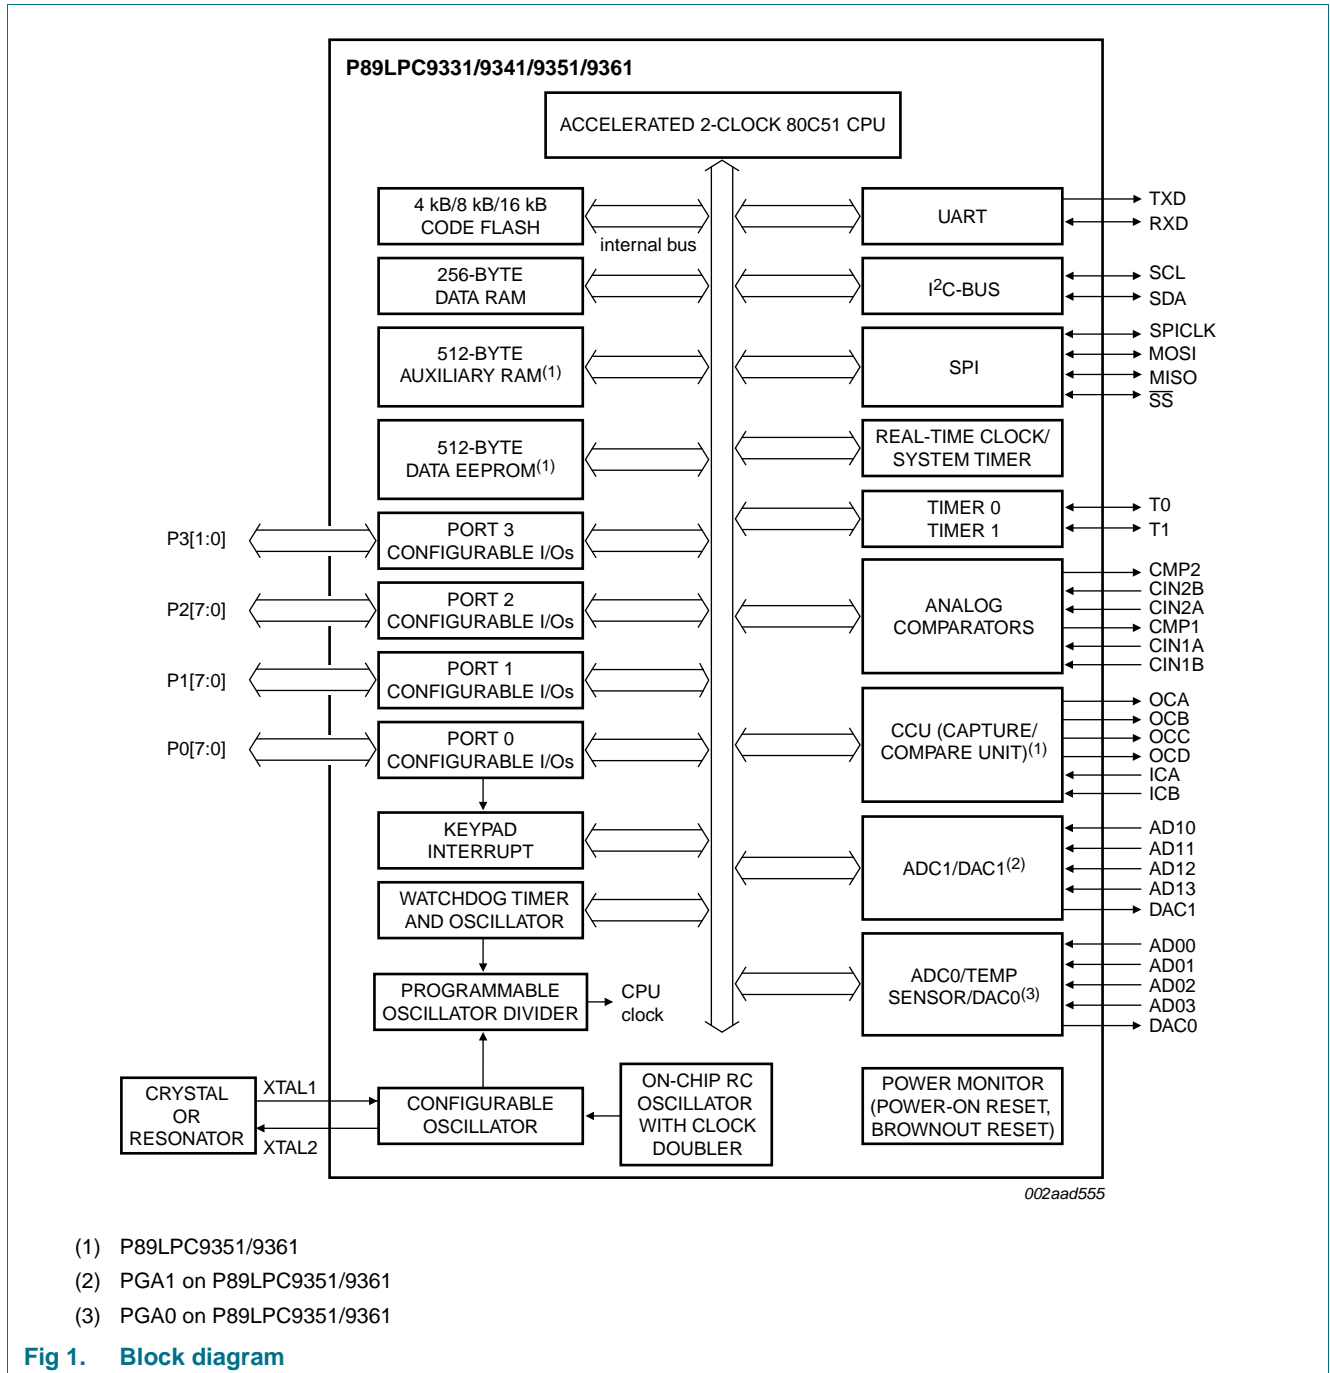 P89LPC9331/9341/9351/9361
ACCELERATED 2-CLOCK 80C51 CPU
4 kB/8 kB/16 kB
CODE FLASH
internal bus
256-BYTE
DATA RAM
512-BYTE
AUXILIARY RAM(1)
512-BYTE
DATA EEPROM(1)
P3[1:0]
PORT 3
CONFIGURABLE I/Os
P2[7:0]
PORT 2
CONFIGURABLE I/Os
P1[7:0]
PORT 1
CONFIGURABLE I/Os
P0[7:0]
PORT 0
CONFIGURABLE I/Os
KEYPAD
INTERRUPT
WATCHDOG TIMER
AND OSCILLATOR
PROGRAMMABLE
OSCILLATOR DIVIDER
CPU
clock
CRYSTAL
OR
RESONATOR
XTAL1
XTAL2
CONFIGURABLE
OSCILLATOR
ON-CHIP RC
OSCILLATOR
WITH CLOCK
DOUBLER
UART
TXD
RXD
I2C-BUS
SCL
SDA
SPI
SPICLK
MOSI
MISO
SS
REAL-TIME CLOCK/
SYSTEM TIMER
TIMER 0
TIMER 1
T0
T1
ANALOG
COMPARATORS
CMP2
CIN2B
CIN2A
CMP1
CIN1A
CIN1B
CCU (CAPTURE/
COMPARE UNIT)(1)
OCA
OCB
OCC
OCD
ICA
ICB
ADC1/DAC1(2)
AD10
AD11
AD12
AD13
DAC1
ADC0/TEMP
SENSOR/DAC0(3)
AD00
AD01
AD02
AD03
DAC0
POWER MONITOR
(POWER-ON RESET,
BROWNOUT RESET)
002aad555
(1) P89LPC9351/9361
(2) PGA1 on P89LPC9351/9361
(3) PGA0 on P89LPC9351/9361
Fig 1. Block diagram